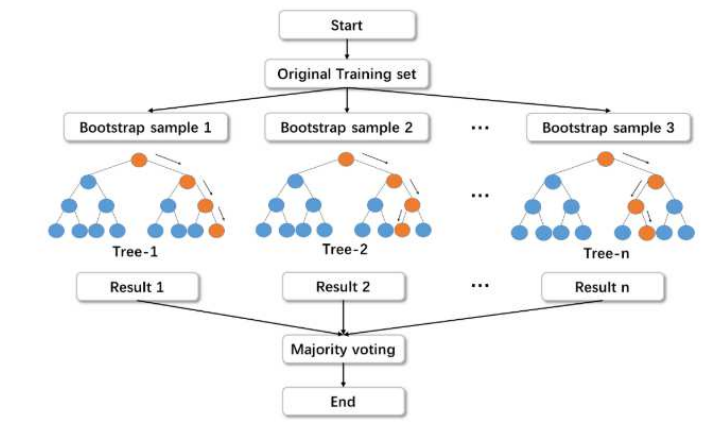 Start
Original Training set
Bootstrap sample 1
Bootstrap sample 2
...
Bootstrap sample 3
...
Tree-1
Tree-2
Tree-n
Result 1
Result 2
...
Result n
Majority voting
End